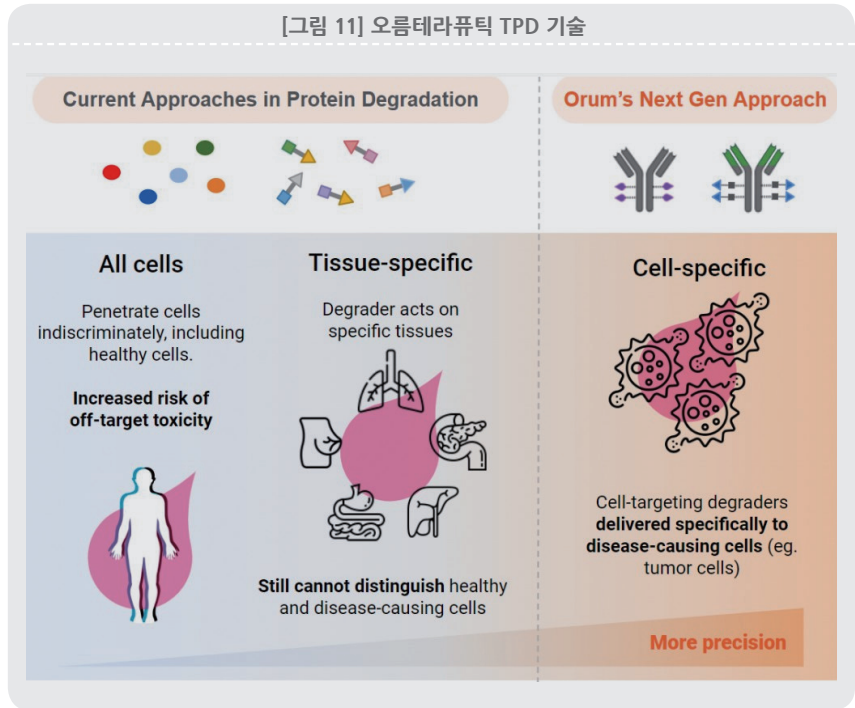 [그림 11] 오름테라퓨틱 TPD 기술
Current Approaches in Protein Degradation
Orum's Next Gen Approach
All cells
Penetrate cells
indiscriminately, including
healthy cells.
Increased risk of
off-target toxicity
Tissue-specific
Degrader acts on
specific tissues
Still cannot distinguish healthy
and disease-causing cells
Cell-specific
Cell-targeting degraders
delivered specifically to
disease-causing cells (eg.
tumor cells)
More precision